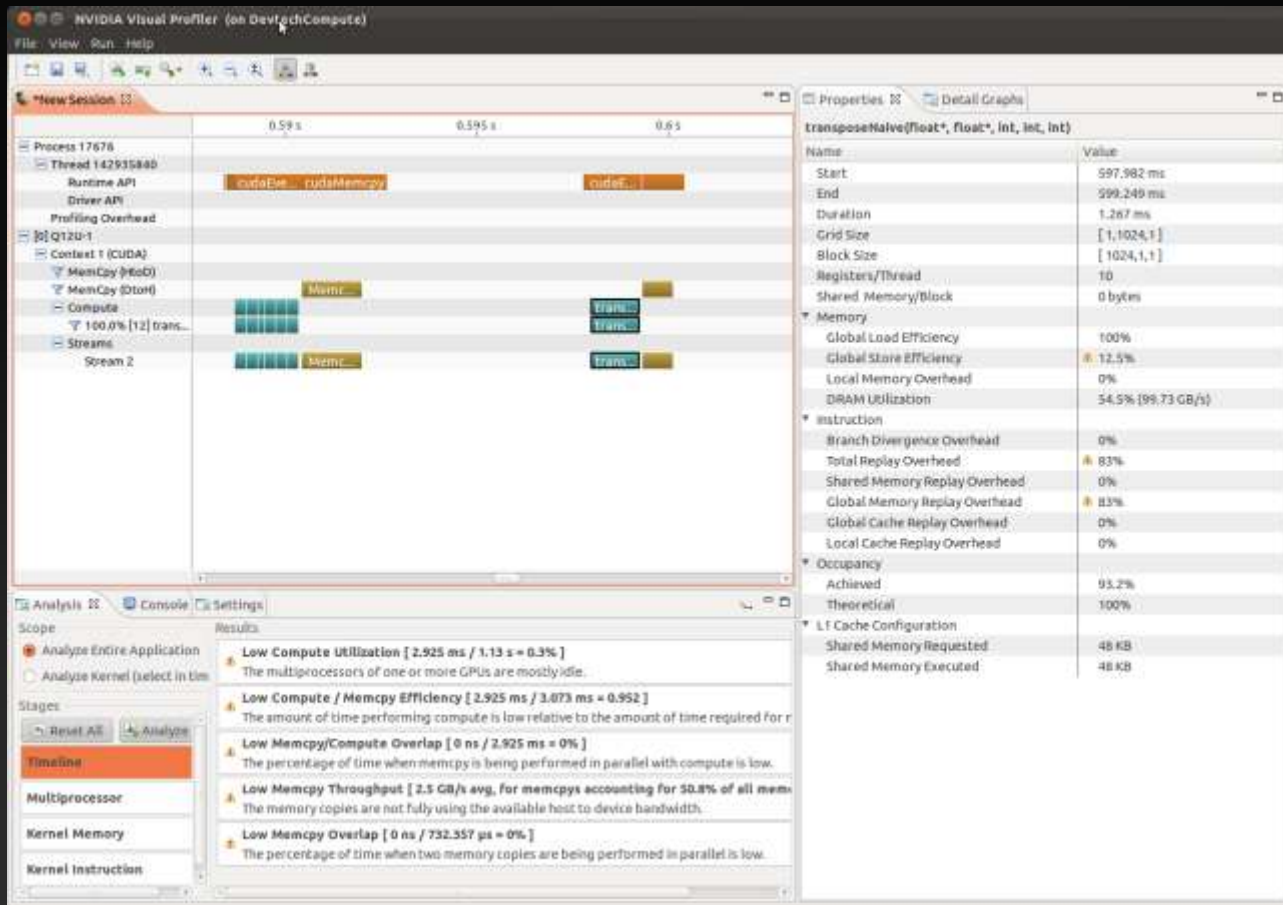 NVIDIA Visual Profiler (on DevtechCompute)
File View Run Help
*New Session
0.59 s 0.595 s 0.6 s
Process 17676
Thread 142935840
Runtime API cudaEve... cudaMemcpy cudaE...
Driver API
Profiling Overhead
[0] Q12U-1
Context 1 (CUDA)
MemCpy (HtoD)
MemCpy (DtoH) Memc...
Compute trans...
100.0% [12] trans... trans...
Streams
Stream 2 Memc... trans...
Properties Detail Graphs
transposeNaive(float*, float*, int, int, int)
Name Value
Start 597.982 ms
End 599.249 ms
Duration 1.267 ms
Grid Size [ 1,1024,1 ]
Block Size [ 1024,1,1 ]
Registers/Thread 10
Shared Memory/Block 0 bytes
Memory
Global Load Efficiency 100%
Global Store Efficiency 12.5%
Local Memory Overhead 0%
DRAM Utilization 54.5% (99.73 GB/s)
Instruction
Branch Divergence Overhead 0%
Total Replay Overhead 83%
Shared Memory Replay Overhead 0%
Global Memory Replay Overhead 83%
Global Cache Replay Overhead 0%
Local Cache Replay Overhead 0%
Occupancy
Achieved 93.2%
Theoretical 100%
L1 Cache Configuration
Shared Memory Requested 48 KB
Shared Memory Executed 48 KB
Analysis Console Settings
Scope
Analyze Entire Application
Analyze Kernel (select in tim
Stages
Reset All Analyze
Timeline
Multiprocessor
Kernel Memory
Kernel Instruction
Results
Low Compute Utilization [ 2.925 ms / 1.13 s = 0.3% ]
The multiprocessors of one or more GPUs are mostly idle.
Low Compute / Memcpy Efficiency [ 2.925 ms / 3.073 ms = 0.952 ]
The amount of time performing compute is low relative to the amount of time required for r
Low Memcpy/Compute Overlap [ 0 ns / 2.925 ms = 0% ]
The percentage of time when memcpy is being performed in parallel with compute is low.
Low Memcpy Throughput [ 2.5 GB/s avg, for memcpys accounting for 50.8% of all mem
The memory copies are not fully using the available host to device bandwidth.
Low Memcpy Overlap [ 0 ns / 732.357 µs = 0% ]
The percentage of time when two memory copies are being performed in parallel is low.